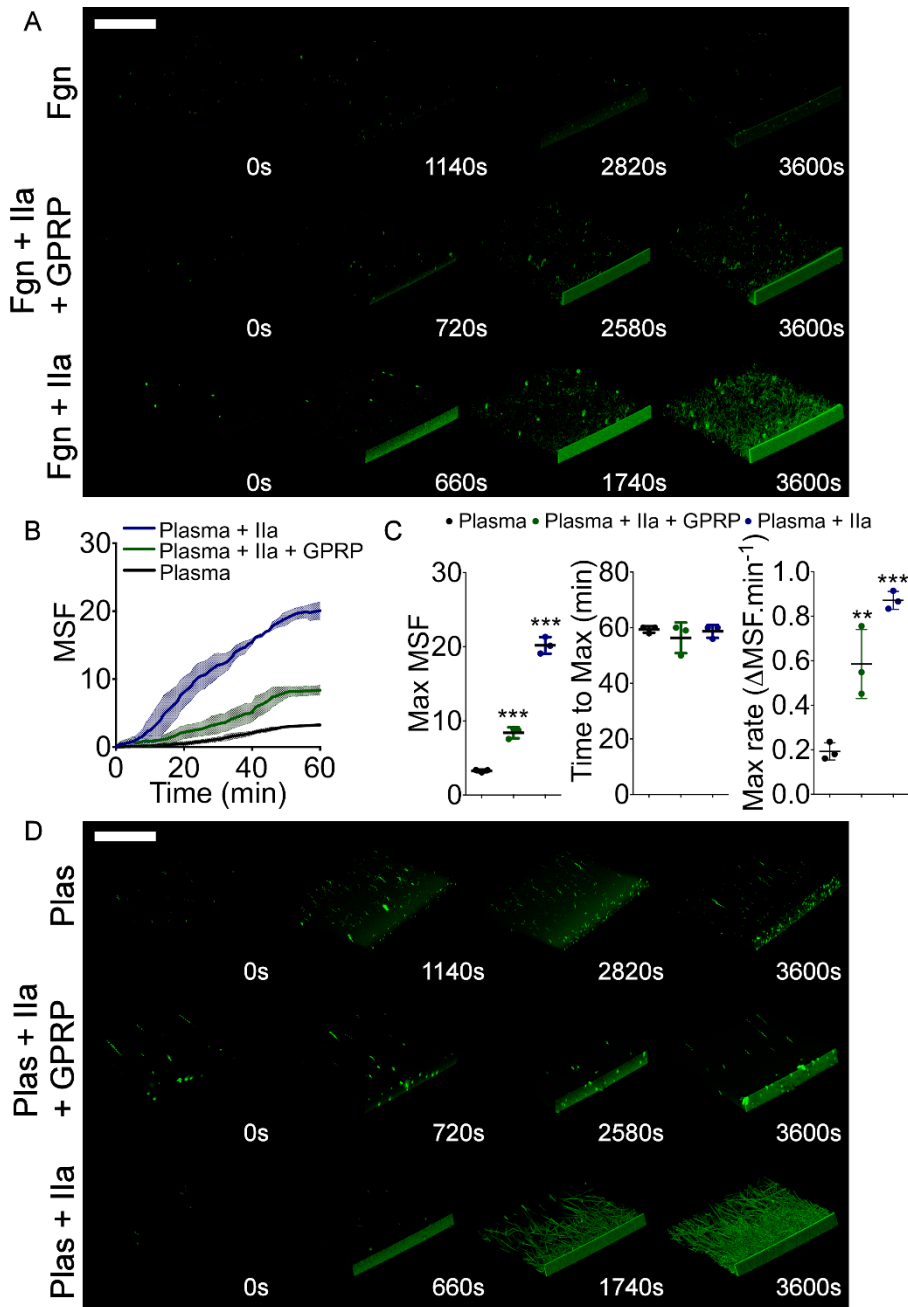 A
Fgn
0s
1140s
2820s
3600s
Fgn + IIa
+ GPRP
0s
720s
2580s
3600s
Fgn + IIa
0s
660s
1740s
3600s
B
Plasma + IIa
Plasma + IIa + GPRP
Plasma
30
20
10
0
MSF
0
20
40
60
Time (min)
C
Plasma
Plasma + IIa + GPRP
Plasma + IIa
Max MSF
30
20
10
0
***
***
Time to Max (min)
80
60
40
20
0
Max rate (ΔMSF.min⁻¹)
1.0
0.8
0.6
0.4
0.2
0.0
**
***
D
Plas
0s
1140s
2820s
3600s
Plas + IIa
+ GPRP
0s
720s
2580s
3600s
Plas + IIa
0s
660s
1740s
3600s